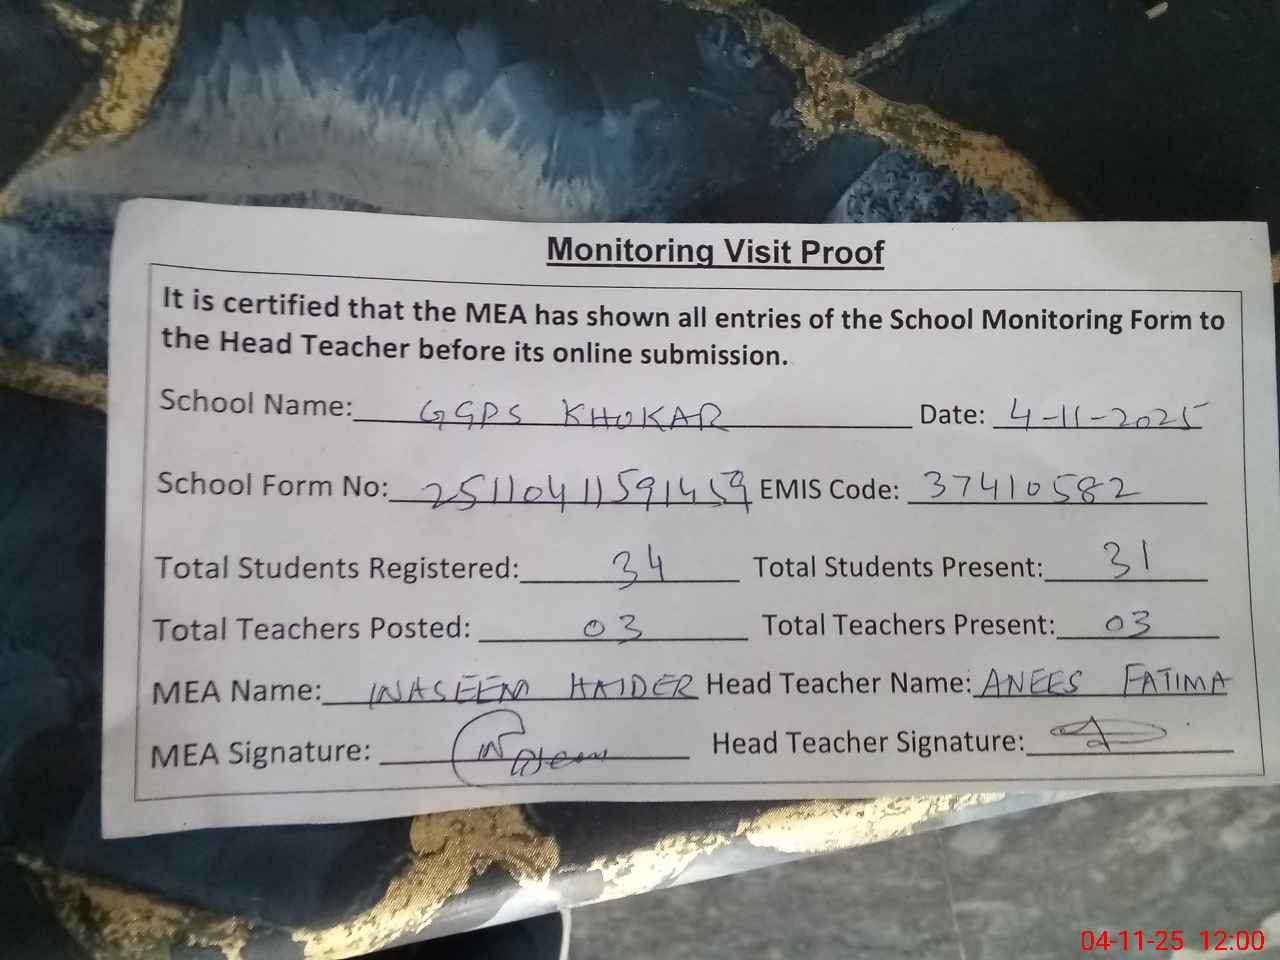 Monitoring Visit Proof
It is certified that the MEA has shown all entries of the School Monitoring Form to
the Head Teacher before its online submission.
School Name: GGPS KHOKAR Date: 4-11-2025
School Form No: 25110411591459 EMIS Code: 37410582
Total Students Registered: 34 Total Students Present: 31
Total Teachers Posted: 03 Total Teachers Present: 03
MEA Name: WASEEM HAIDER Head Teacher Name: ANEES FATIMA
MEA Signature: Head Teacher Signature:
04-11-25 12:00